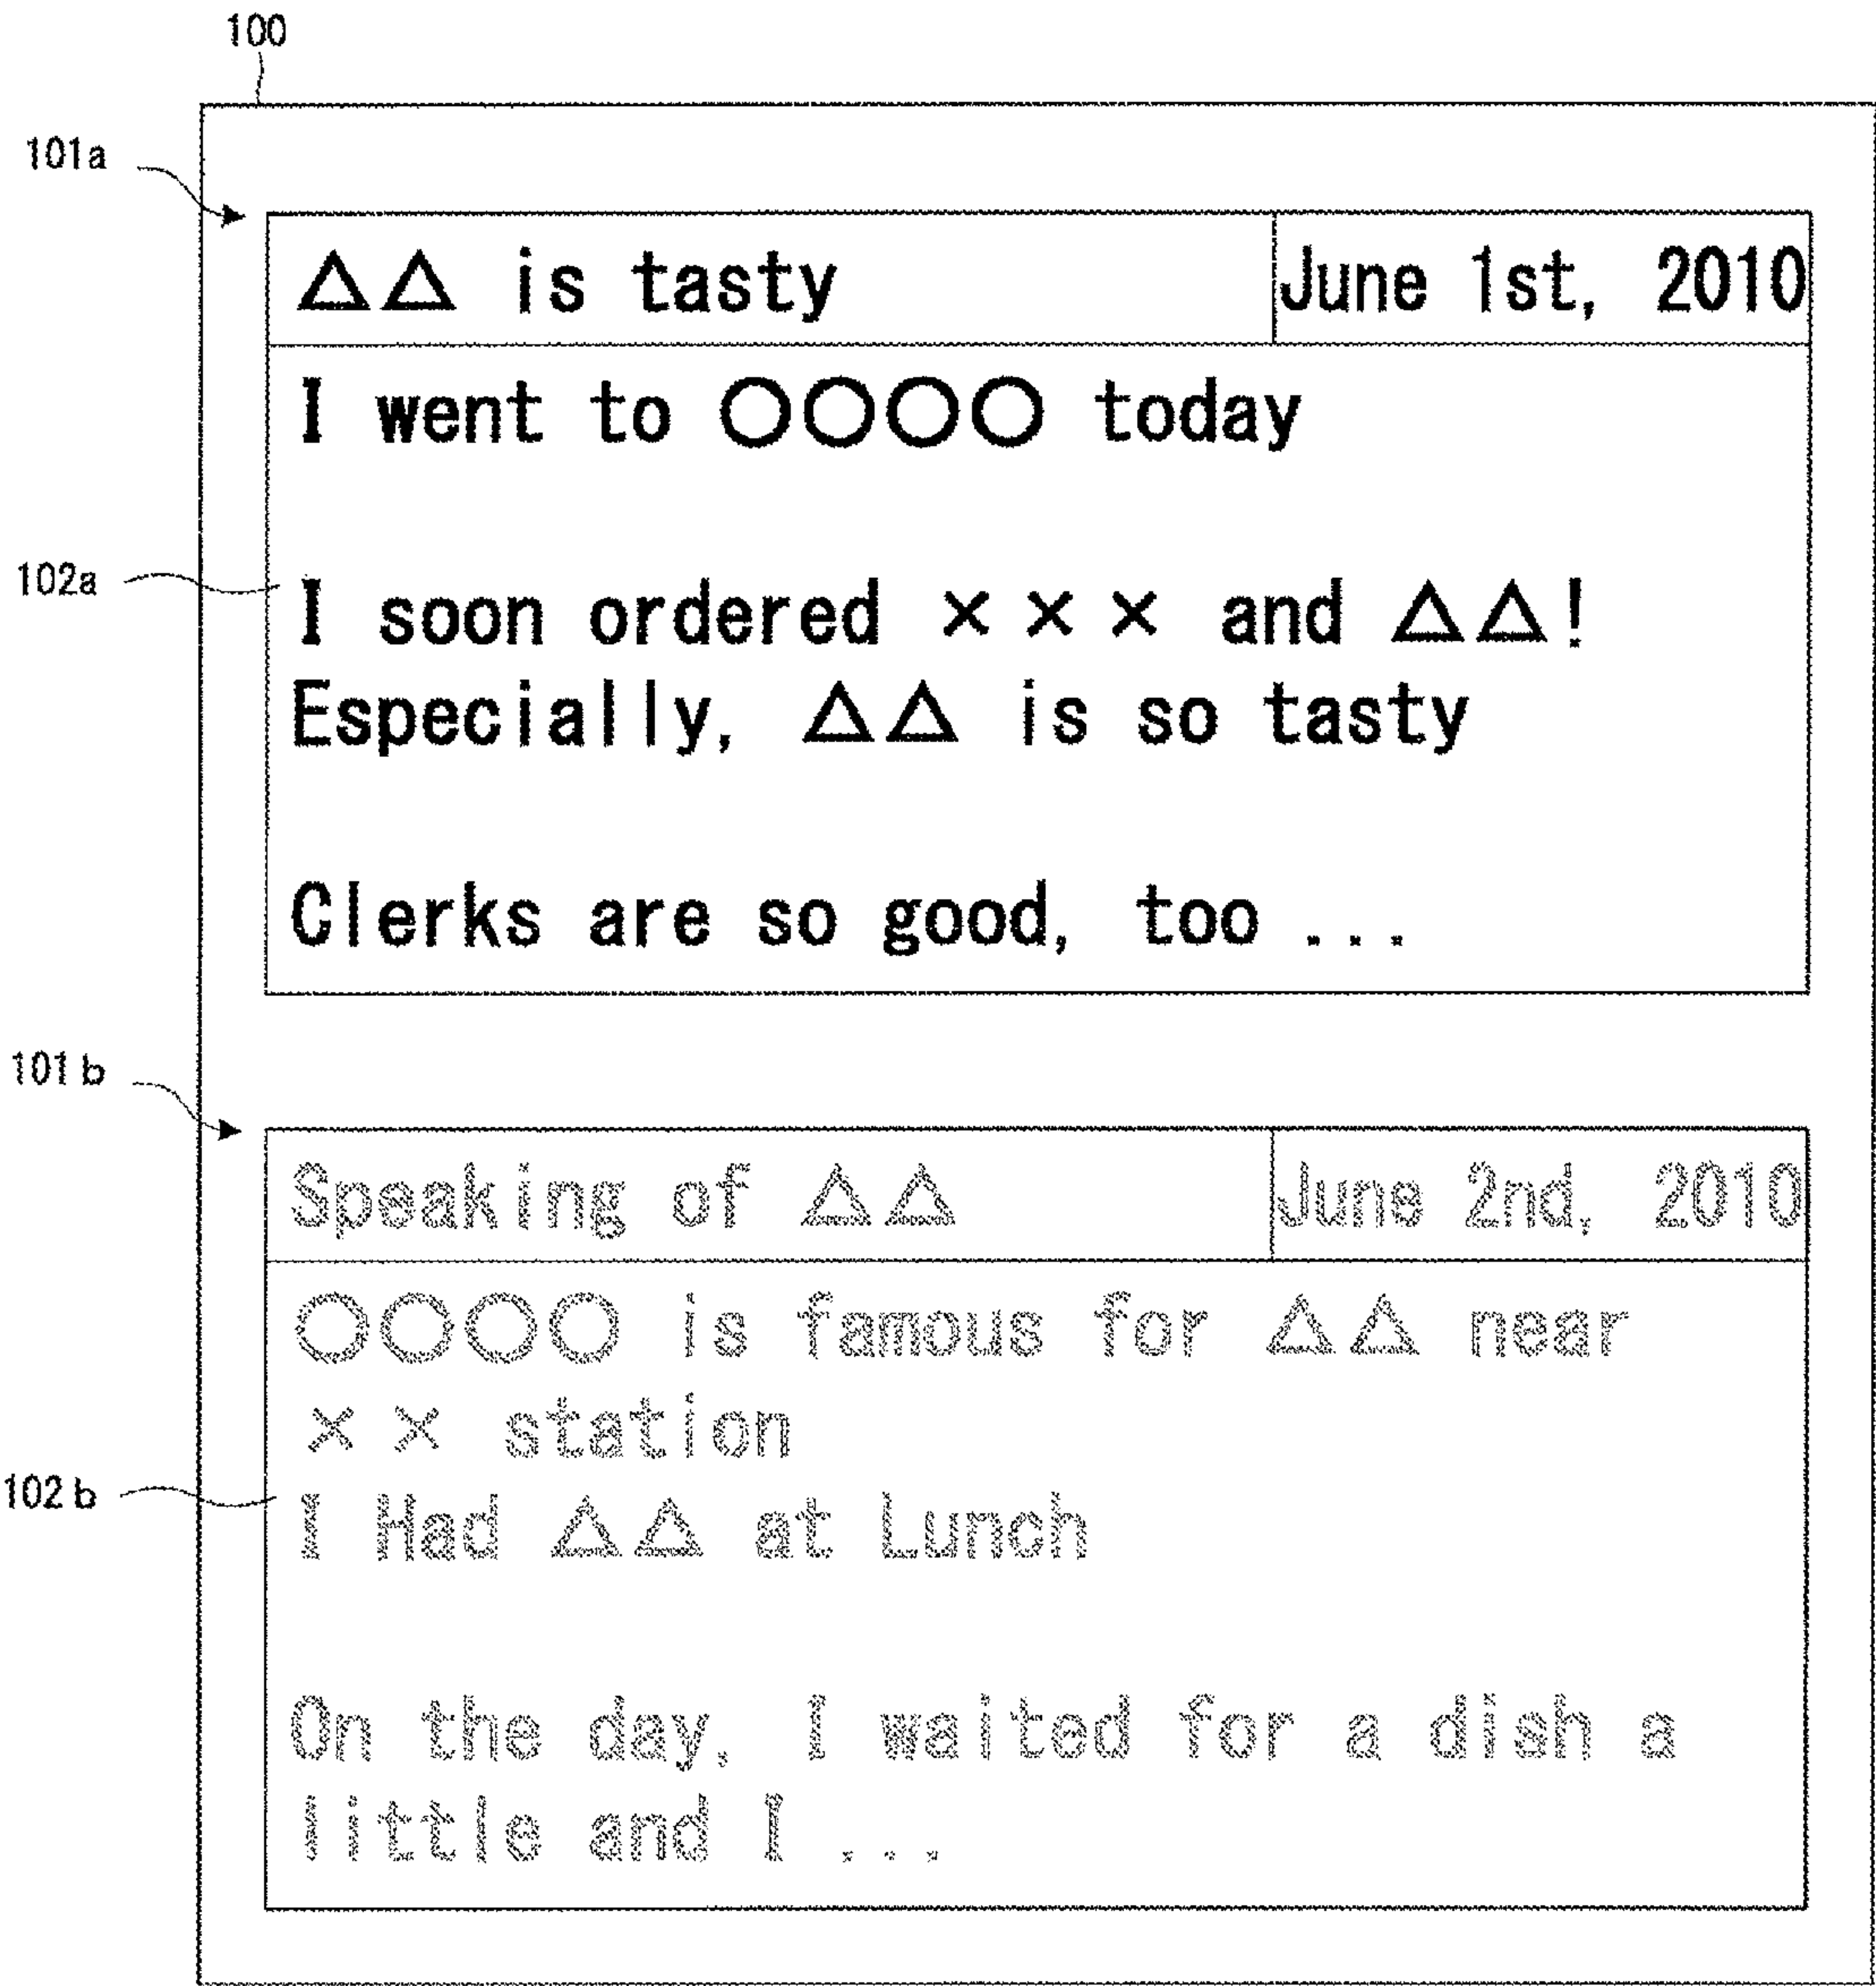 100
101a
△△ is tasty
June 1st, 2010
I went to ○○○○ today
102a
I soon ordered ××× and △△!
Especially, △△ is so tasty
Clerks are so good, too ...
101b
Speaking of △△
June 2nd, 2010
○○○○ is famous for △△ near
×× station
102b
I Had △△ at Lunch
On the day, I waited for a dish a
little and I ...